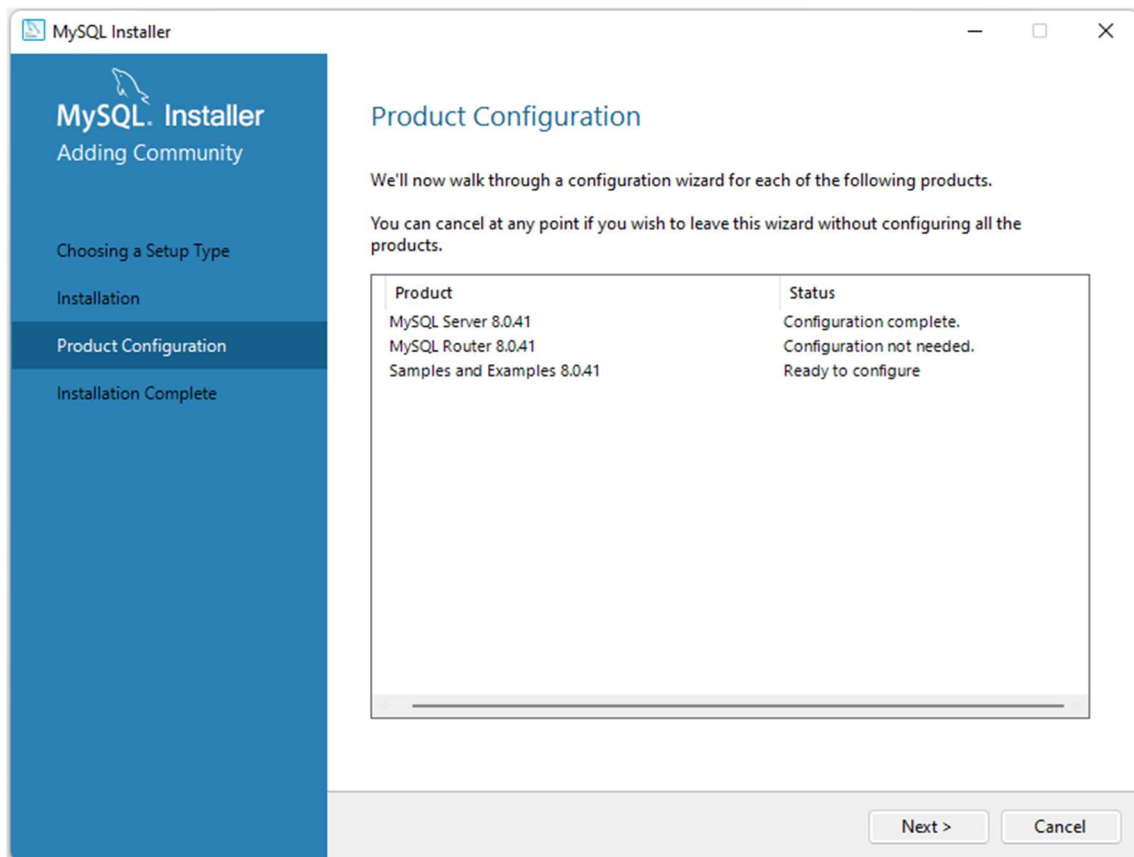 MySQL Installer
MySQL. Installer
Adding Community
Choosing a Setup Type
Installation
Product Configuration
Installation Complete
Product Configuration
We'll now walk through a configuration wizard for each of the following products.
You can cancel at any point if you wish to leave this wizard without configuring all the
products.
Product Status
MySQL Server 8.0.41 Configuration complete.
MySQL Router 8.0.41 Configuration not needed.
Samples and Examples 8.0.41 Ready to configure
Next > Cancel